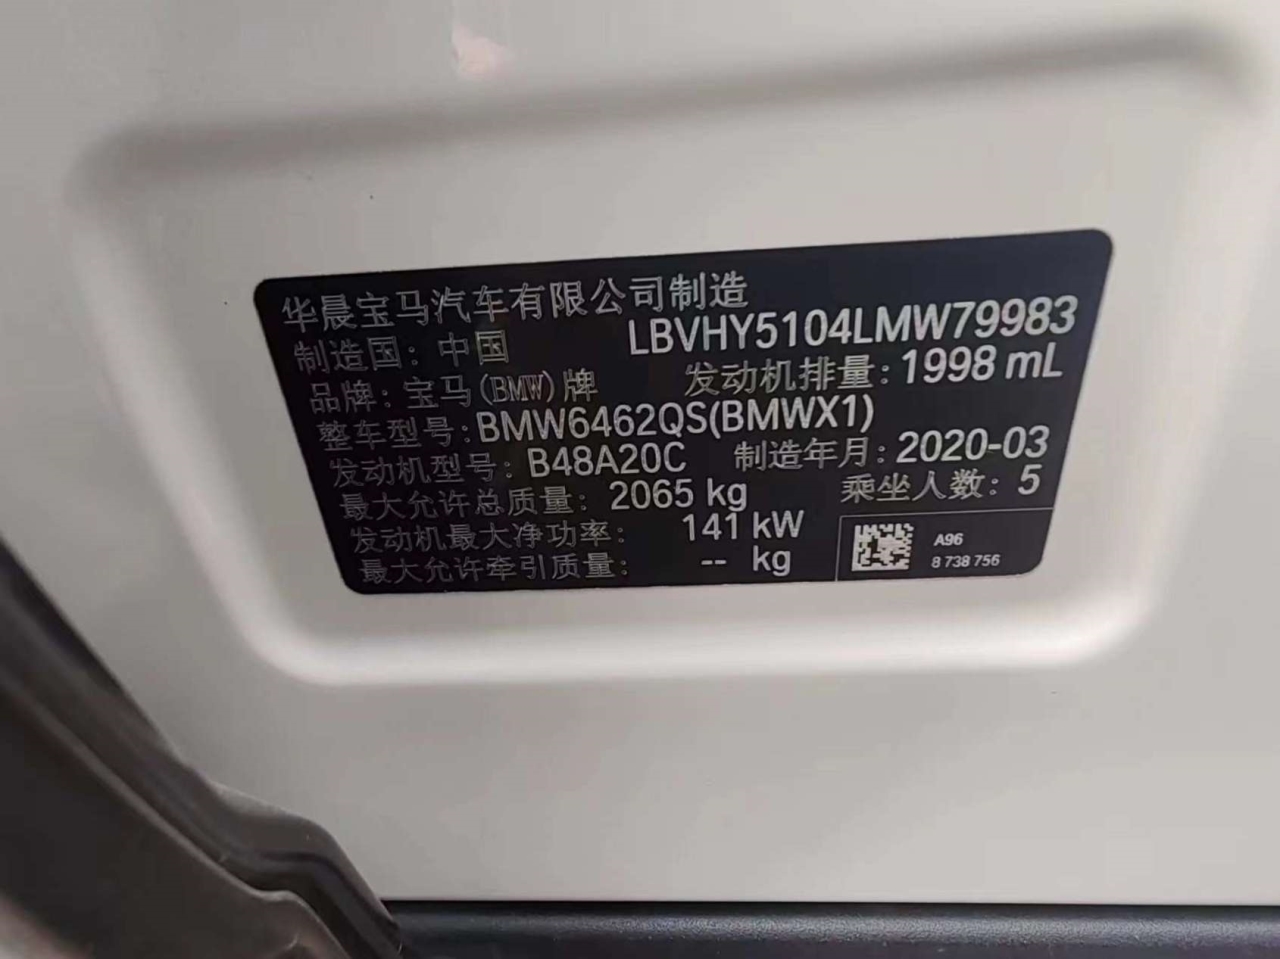 华晨宝马汽车有限公司制造
制造国：中国 LBVHY5104LMW79983
品牌：宝马(BMW)牌 发动机排量：1998 mL
整车型号:BMW6462QS(BMWX1)
发动机型号：B48A20C 制造年月：2020-03
最大允许总质量：2065 kg 乘坐人数：5
发动机最大净功率： 141 kW
最大允许牵引质量： -- kg
A96
8 738 756